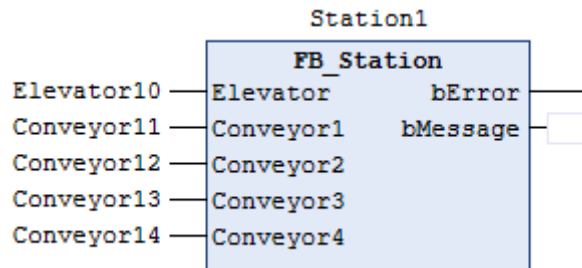 Station1
FB_Station
Elevator10 Elevator bError
Conveyor11 Conveyor1 bMessage
Conveyor12 Conveyor2
Conveyor13 Conveyor3
Conveyor14 Conveyor4